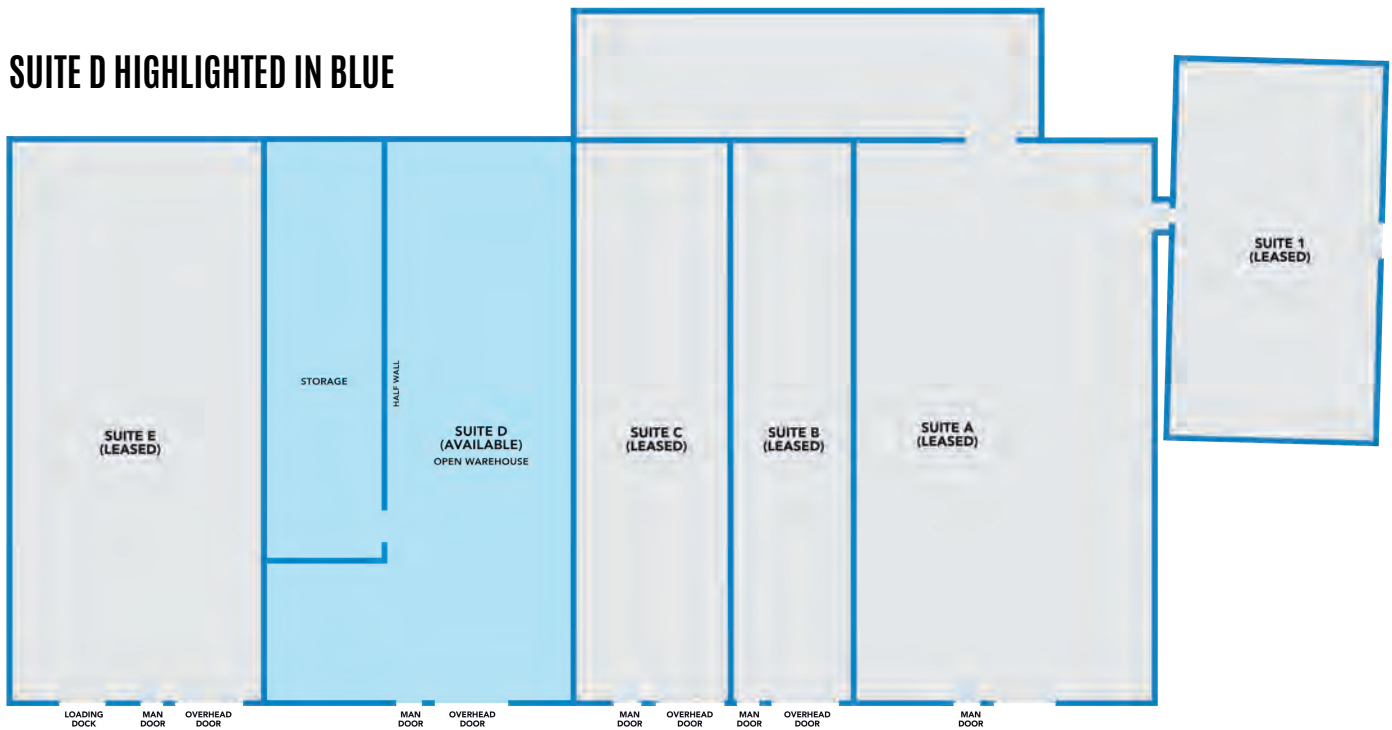 SUITE D HIGHLIGHTED IN BLUE
SUITE 1
(LEASED)
STORAGE
HALF WALL
SUITE E
(LEASED)
SUITE D
(AVAILABLE)
OPEN WAREHOUSE
SUITE C
(LEASED)
SUITE B
(LEASED)
SUITE A
(LEASED)
LOADING
DOCK
MAN
DOOR
OVERHEAD
DOOR
MAN
DOOR
OVERHEAD
DOOR
MAN
DOOR
OVERHEAD
DOOR
MAN
DOOR
OVERHEAD
DOOR
MAN
DOOR